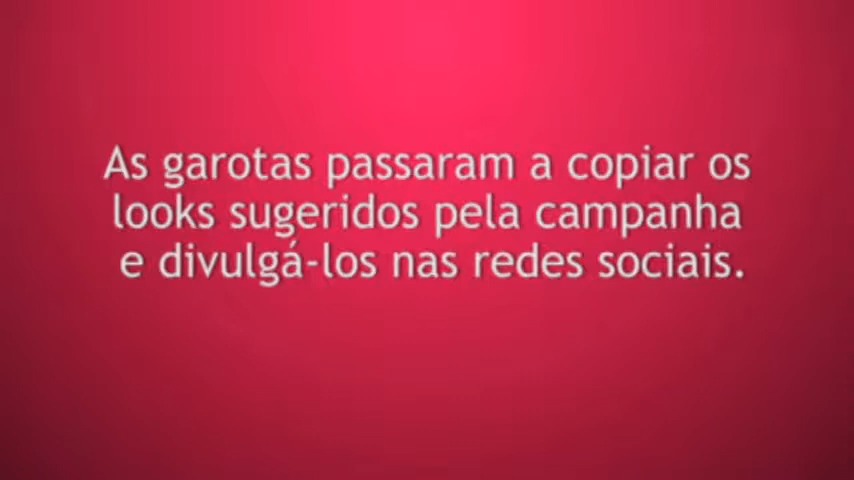 As garotas passaram a copiar os
looks sugeridos pela campanha
e divulgá-los nas redes sociais.